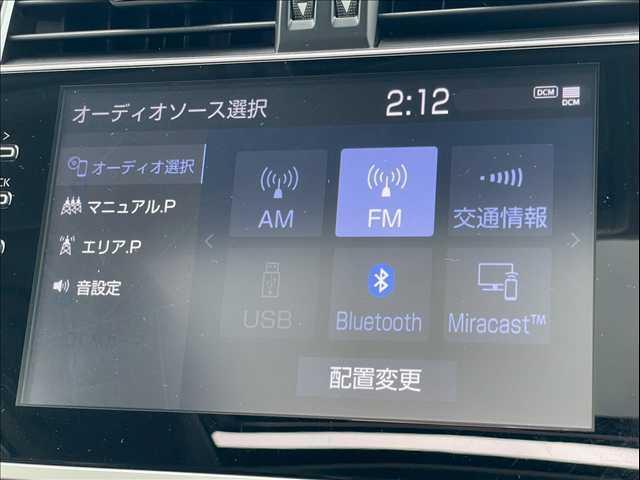 オーディオソース選択
2:12
DCM
DCM
オーディオ選択
マニュアル.P
エリア.P
音設定
AM
FM
交通情報
USB
Bluetooth
Miracast™
配置変更